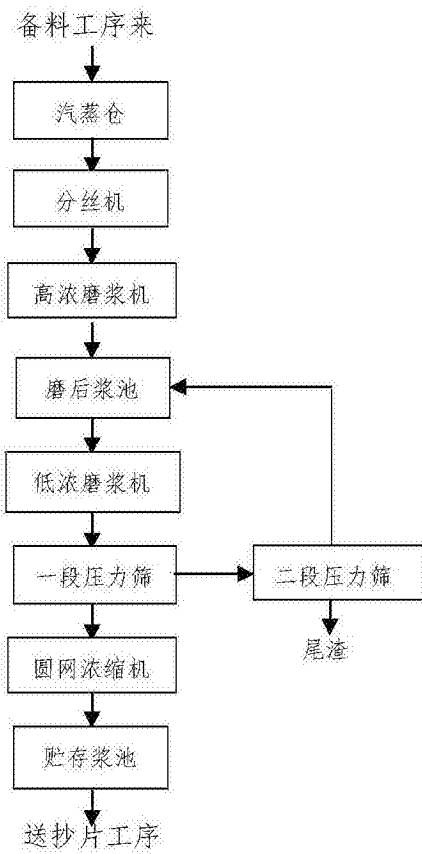 备料工序来
汽蒸仓
分丝机
高浓磨浆机
磨后浆池
低浓磨浆机
一段压力筛
二段压力筛
尾渣
圆网浓缩机
贮存浆池
送抄片工序